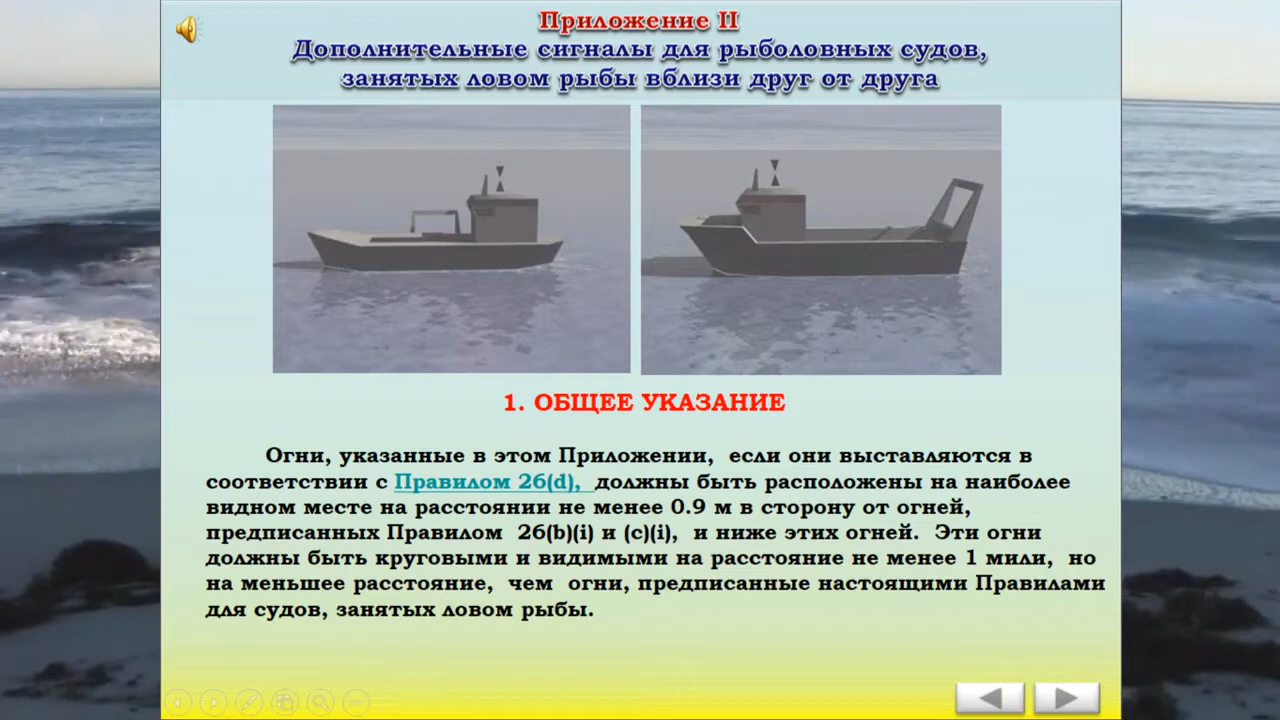 Приложение II
Дополнительные сигналы для рыболовных судов,
занятых ловом рыбы вблизи друг от друга
1. ОБЩЕЕ УКАЗАНИЕ
Огни, указанные в этом Приложении, если они выставляются в
соответствии с Правилом 26(d), должны быть расположены на наиболее
видном месте на расстоянии не менее 0.9 м в сторону от огней,
предписанных Правилом 26(b)(i) и (c)(i), и ниже этих огней. Эти огни
должны быть круговыми и видимыми на расстояние не менее 1 мили, но
на меньшее расстояние, чем огни, предписанные настоящими Правилами
для судов, занятых ловом рыбы.